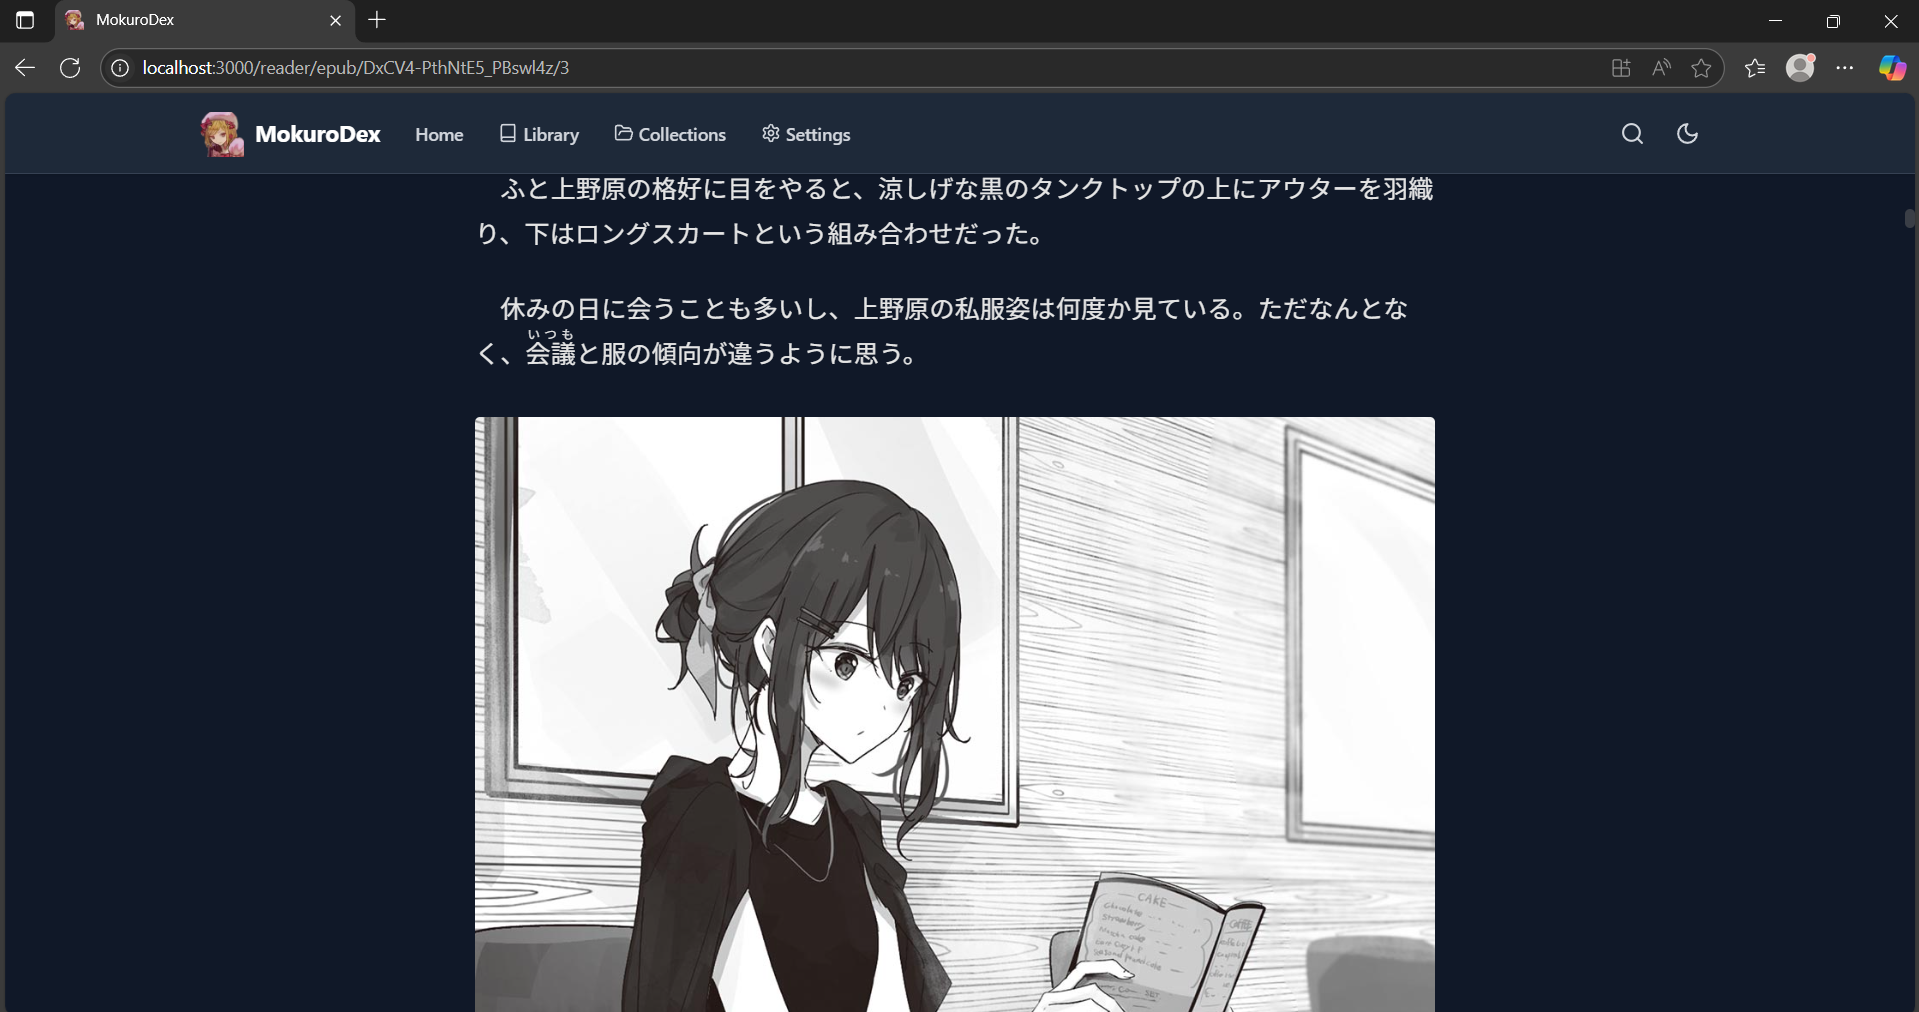 MokuroDex
localhost:3000/reader/epub/DxCV4-PthNtE5_PBswl4z/3
MokuroDex
Home
Library
Collections
Settings
ふと上野原の格好に目をやると、涼しげな黒のタンクトップの上にアウターを羽織
り、下はロングスカートという組み合わせだった。
休みの日に会うことも多いし、上野原の私服姿は何度か見ている。ただなんとな
いつも
く、会議と服の傾向が違うように思う。
CAKE
Chocolate
Strawberry